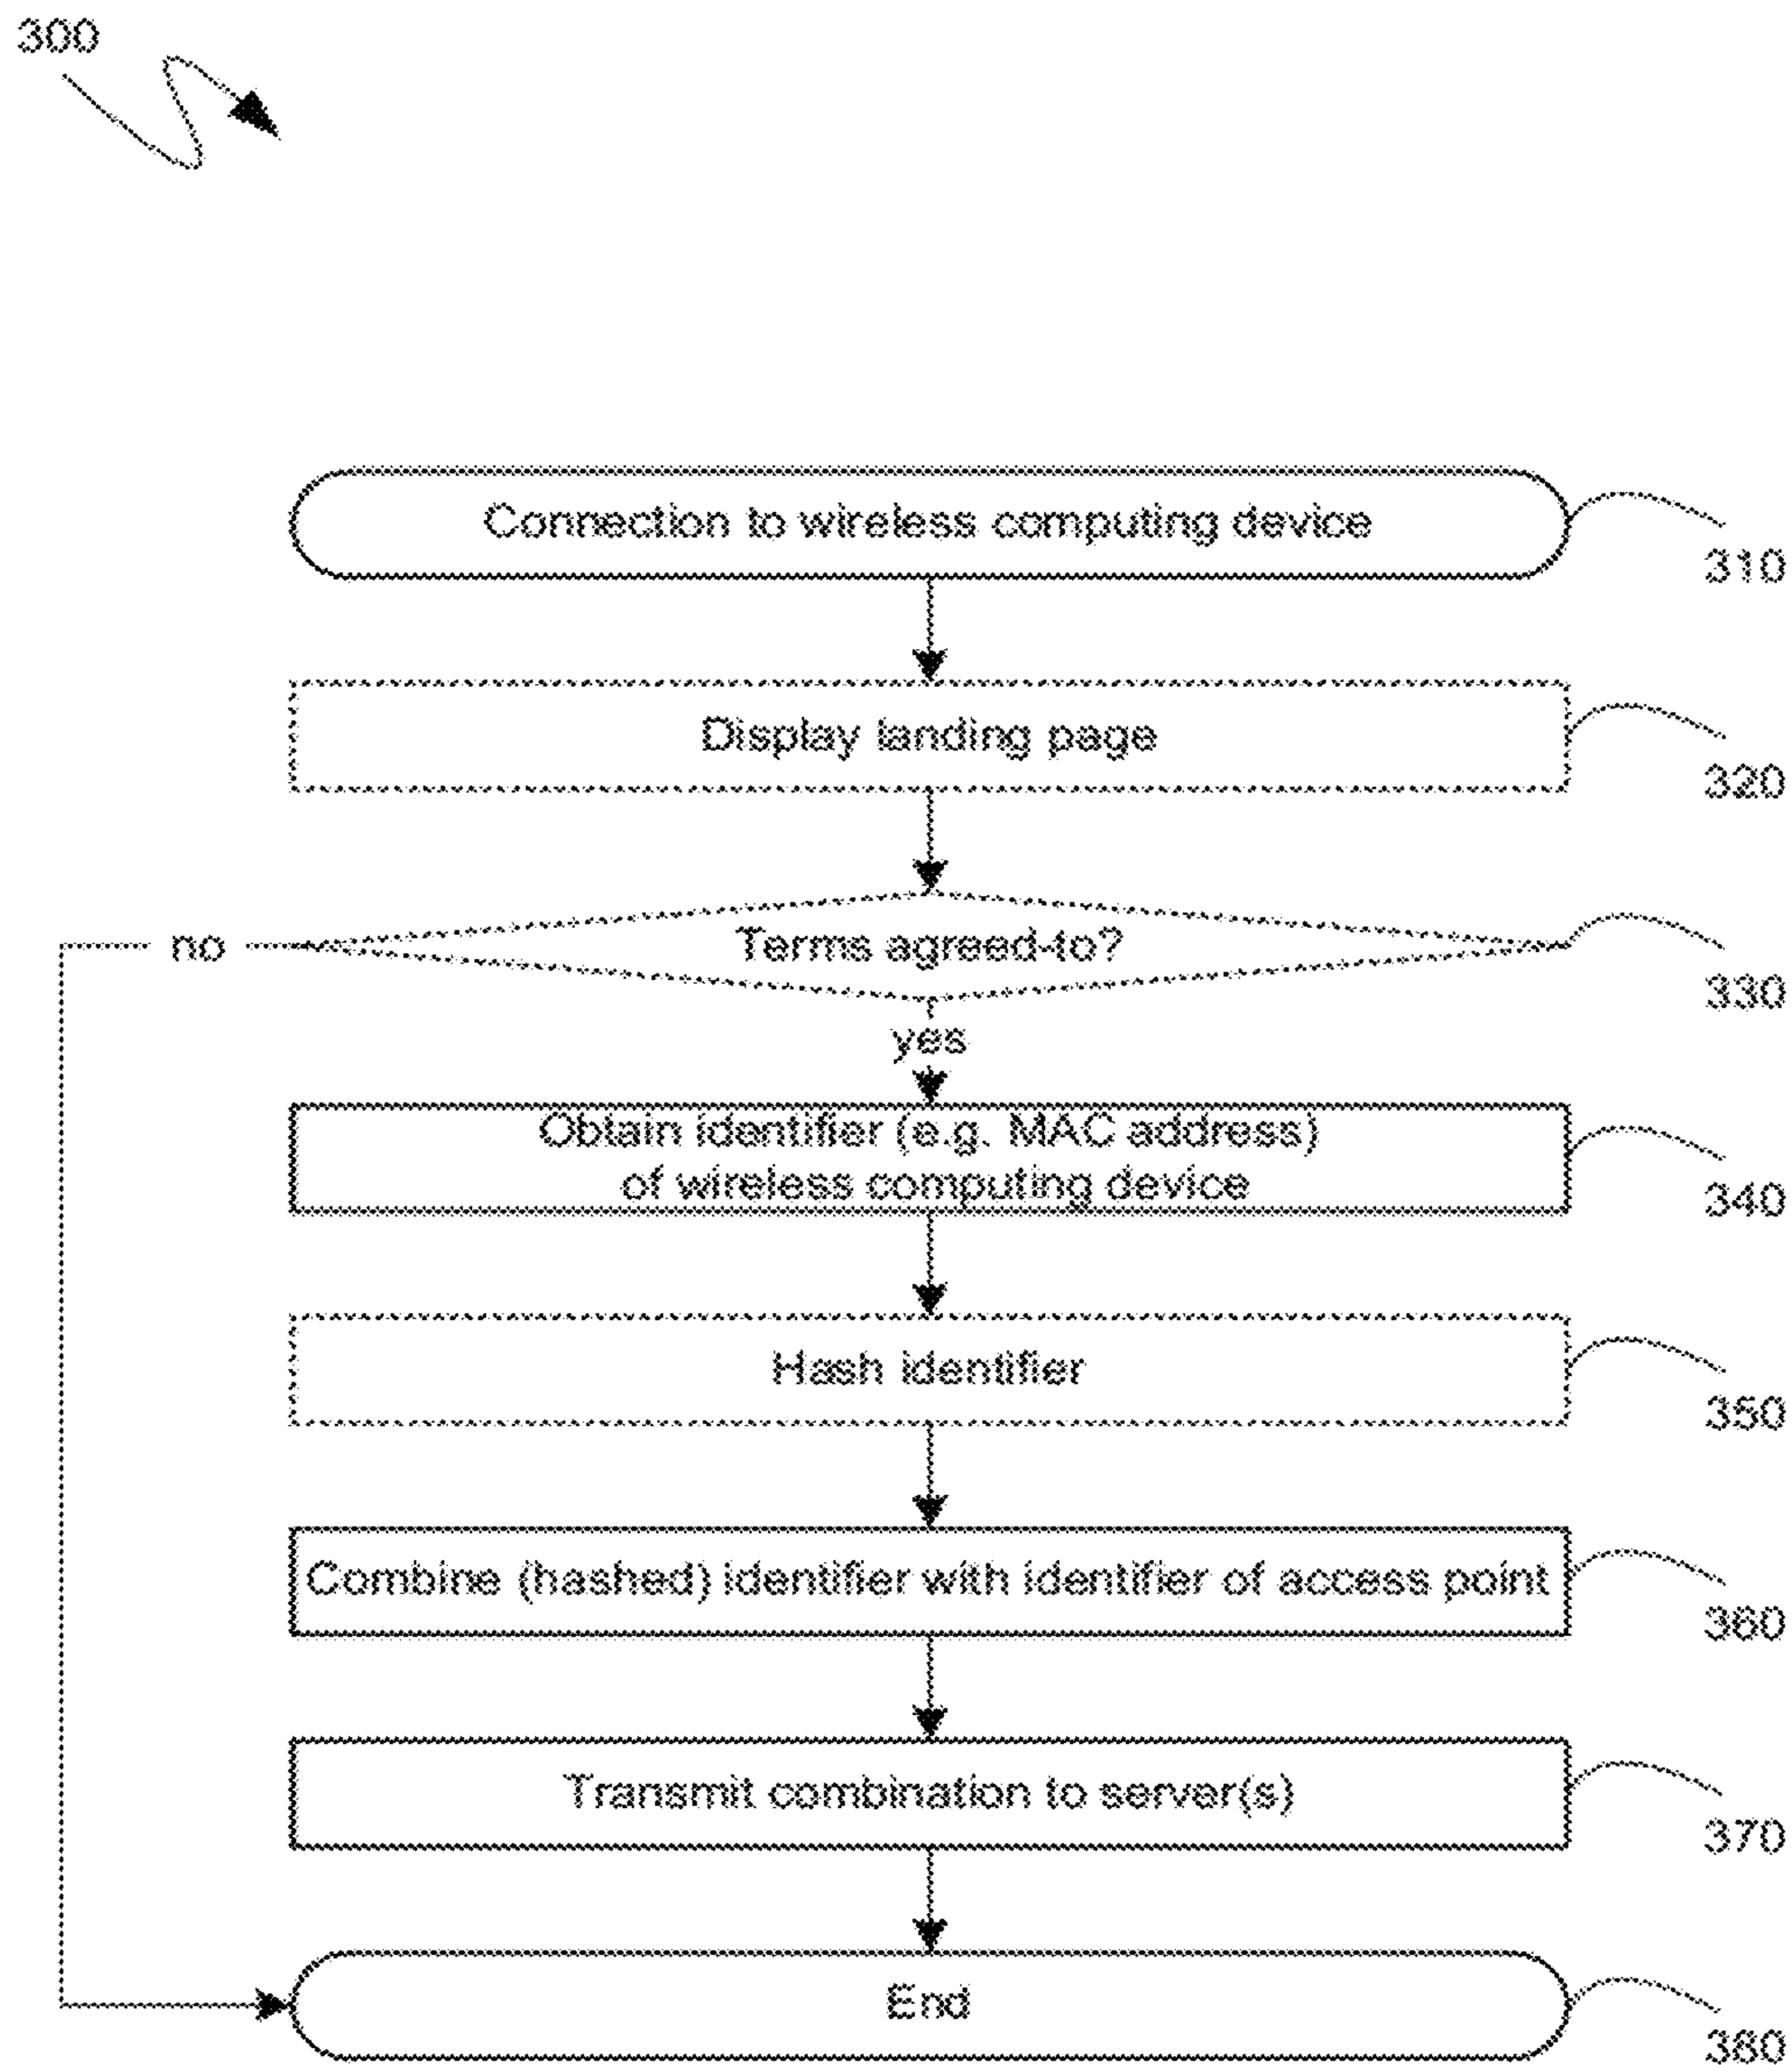 300
Connection to wireless computing device
310
Display landing page
320
no
Terms agreed-to?
330
yes
Obtain identifier (e.g. MAC address)
of wireless computing device
340
Hash identifier
350
Combine (hashed) identifier with identifier of access point
360
Transmit combination to server(s)
370
End
380